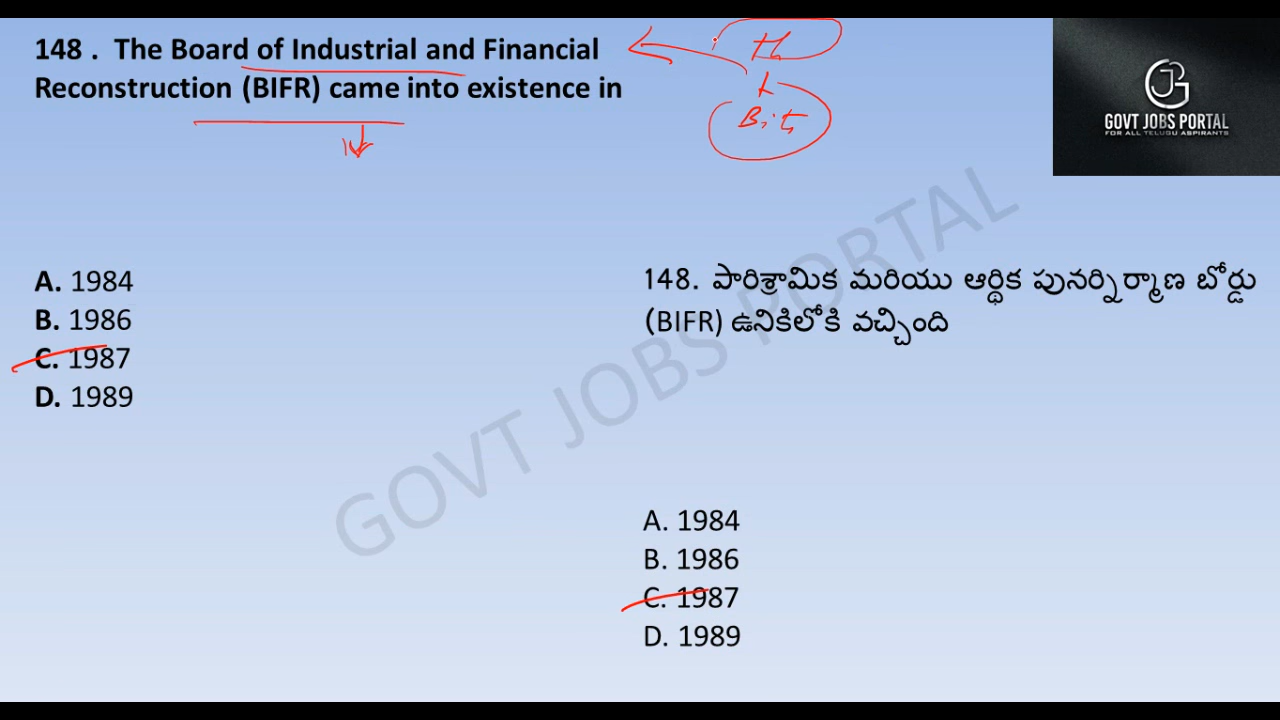 148 . The Board of Industrial and Financial
Reconstruction (BIFR) came into existence in
A. 1984
B. 1986
C. 1987
D. 1989
GOVT JOBS PORTAL
FOR ALL TELUGU ASPIRANTS
148. పారిశ్రామిక మరియు ఆర్థిక పునర్నిర్మాణ బోర్డు
(BIFR) ఉనికిలోకి వచ్చింది
A. 1984
B. 1986
C. 1987
D. 1989
GOVT JOBS PORTAL